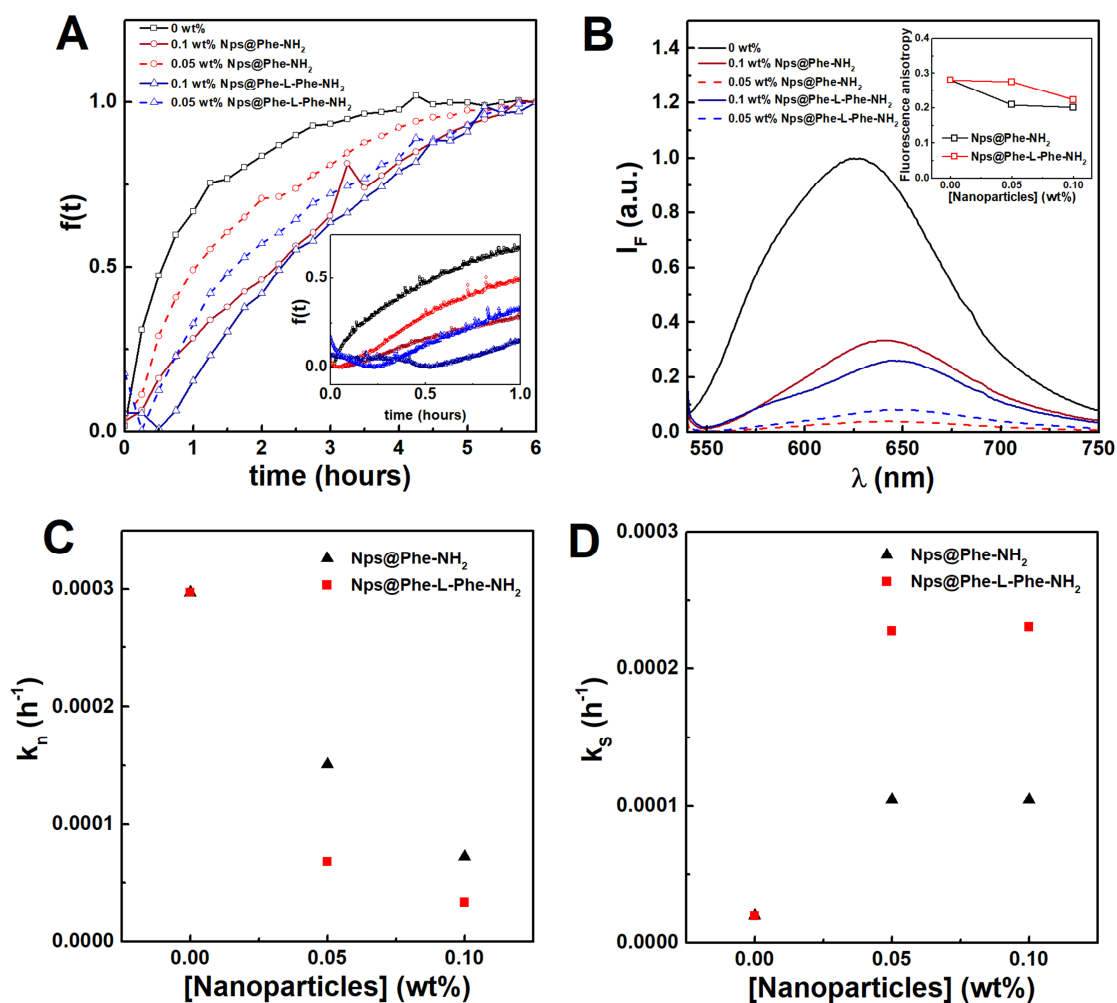 A
0 wt%
0.1 wt% Nps@Phe-NH2
0.05 wt% Nps@Phe-NH2
0.1 wt% Nps@Phe-L-Phe-NH2
0.05 wt% Nps@Phe-L-Phe-NH2
1.0
0.5
0.0
f(t)
0 1 2 3 4 5 6
time (hours)
0.5
0.0
f(t)
0.0 0.5 1.0
time (hours)
B
0 wt%
0.1 wt% Nps@Phe-NH2
0.05 wt% Nps@Phe-NH2
0.1 wt% Nps@Phe-L-Phe-NH2
0.05 wt% Nps@Phe-L-Phe-NH2
1.4
1.2
1.0
0.8
0.6
0.4
0.2
0.0
IF (a.u.)
550 600 650 700 750
λ (nm)
Fluorescence anisotropy
0.4
0.3
0.2
0.1
0.0
Nps@Phe-NH2
Nps@Phe-L-Phe-NH2
0.00 0.05 0.10
[Nanoparticles] (wt%)
C
Nps@Phe-NH2
Nps@Phe-L-Phe-NH2
0.0003
0.0002
0.0001
0.0000
kn (h-1)
0.00 0.05 0.10
[Nanoparticles] (wt%)
D
Nps@Phe-NH2
Nps@Phe-L-Phe-NH2
0.0003
0.0002
0.0001
0.0000
kS (h-1)
0.00 0.05 0.10
[Nanoparticles] (wt%)